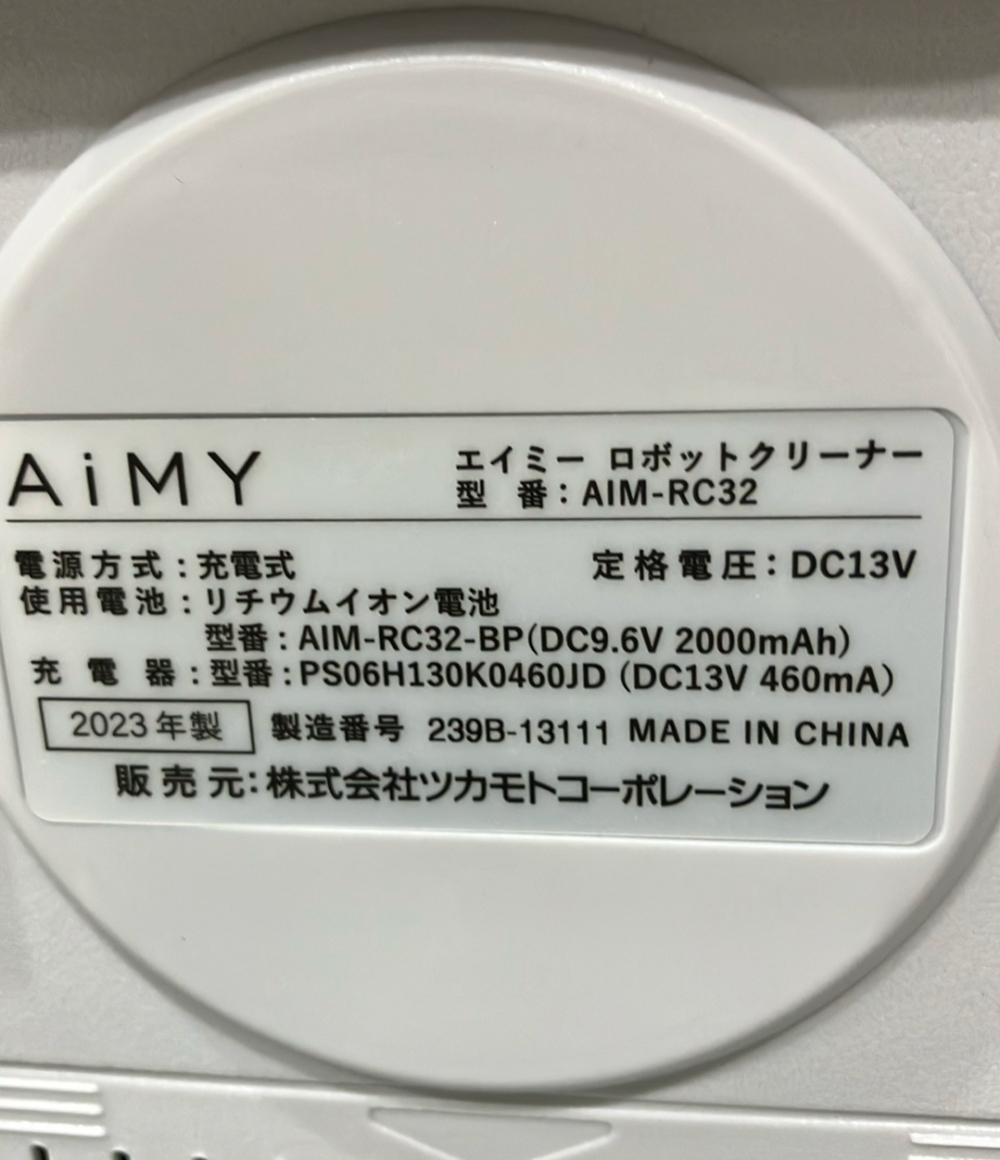 AiMY
エイミー ロボットクリーナー
型 番：AIM-RC32
電源方式：充電式 定格電圧：DC13V
使用電池：リチウムイオン電池
型番：AIM-RC32-BP(DC9.6V 2000mAh)
充電器：型番：PS06H130K0460JD (DC13V 460mA)
2023年製 製造番号 239B-13111 MADE IN CHINA
販売元：株式会社ツカモトコーポレーション